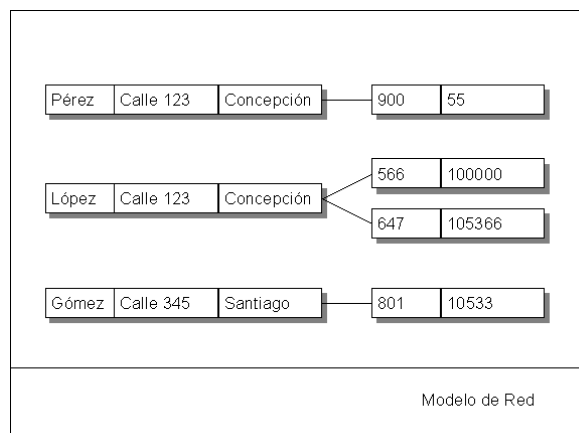 Pérez Calle 123 Concepción 900 55
566 100000
López Calle 123 Concepción
647 105366
Gómez Calle 345 Santiago 801 10533
Modelo de Red